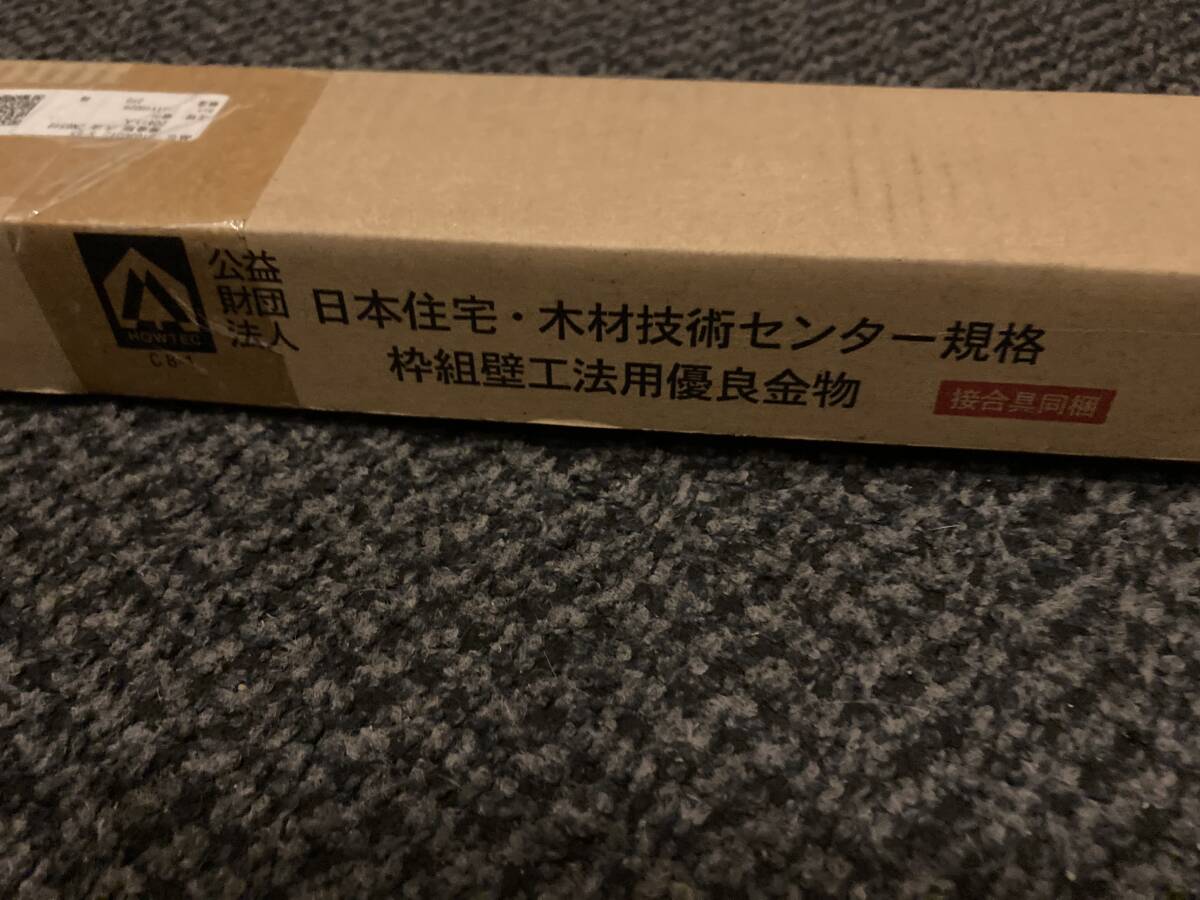 公益
財団
法人
日本住宅・木材技術センター規格
枠組壁工法用優良金物
接合具同梱
HOWTEC